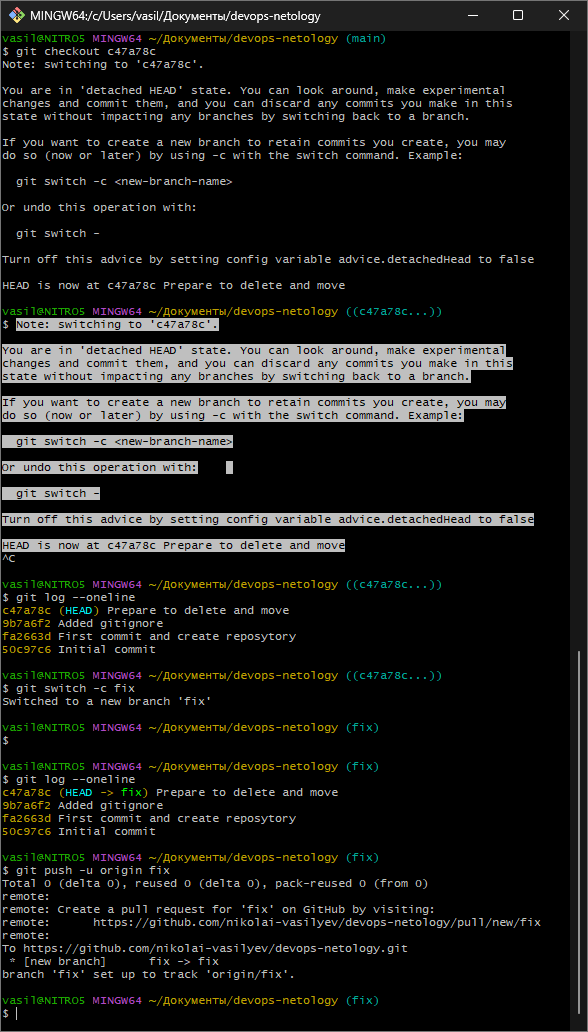 MINGW64:/c/Users/vasil/Документы/devops-netology
vasil@NITRO5 MINGW64 ~/Документы/devops-netology (main)
$ git checkout c47a78c
Note: switching to 'c47a78c'.

You are in 'detached HEAD' state. You can look around, make experimental
changes and commit them, and you can discard any commits you make in this
state without impacting any branches by switching back to a branch.

If you want to create a new branch to retain commits you create, you may
do so (now or later) by using -c with the switch command. Example:

  git switch -c <new-branch-name>

Or undo this operation with:

  git switch -

Turn off this advice by setting config variable advice.detachedHead to false

HEAD is now at c47a78c Prepare to delete and move

vasil@NITRO5 MINGW64 ~/Документы/devops-netology ((c47a78c...))
$ Note: switching to 'c47a78c'.

You are in 'detached HEAD' state. You can look around, make experimental
changes and commit them, and you can discard any commits you make in this
state without impacting any branches by switching back to a branch.

If you want to create a new branch to retain commits you create, you may
do so (now or later) by using -c with the switch command. Example:

  git switch -c <new-branch-name>

Or undo this operation with:

  git switch -

Turn off this advice by setting config variable advice.detachedHead to false

HEAD is now at c47a78c Prepare to delete and move
^C

vasil@NITRO5 MINGW64 ~/Документы/devops-netology ((c47a78c...))
$ git log --oneline
c47a78c (HEAD) Prepare to delete and move
9b7a6f2 Added gitignore
fa2663d First commit and create reposytory
50c97c6 Initial commit

vasil@NITRO5 MINGW64 ~/Документы/devops-netology ((c47a78c...))
$ git switch -c fix
Switched to a new branch 'fix'

vasil@NITRO5 MINGW64 ~/Документы/devops-netology (fix)
$

vasil@NITRO5 MINGW64 ~/Документы/devops-netology (fix)
$ git log --oneline
c47a78c (HEAD -> fix) Prepare to delete and move
9b7a6f2 Added gitignore
fa2663d First commit and create reposytory
50c97c6 Initial commit

vasil@NITRO5 MINGW64 ~/Документы/devops-netology (fix)
$ git push -u origin fix
Total 0 (delta 0), reused 0 (delta 0), pack-reused 0 (from 0)
remote:
remote: Create a pull request for 'fix' on GitHub by visiting:
remote:      https://github.com/nikolai-vasilyev/devops-netology/pull/new/fix
remote:
To https://github.com/nikolai-vasilyev/devops-netology.git
 * [new branch]      fix -> fix
branch 'fix' set up to track 'origin/fix'.

vasil@NITRO5 MINGW64 ~/Документы/devops-netology (fix)
$